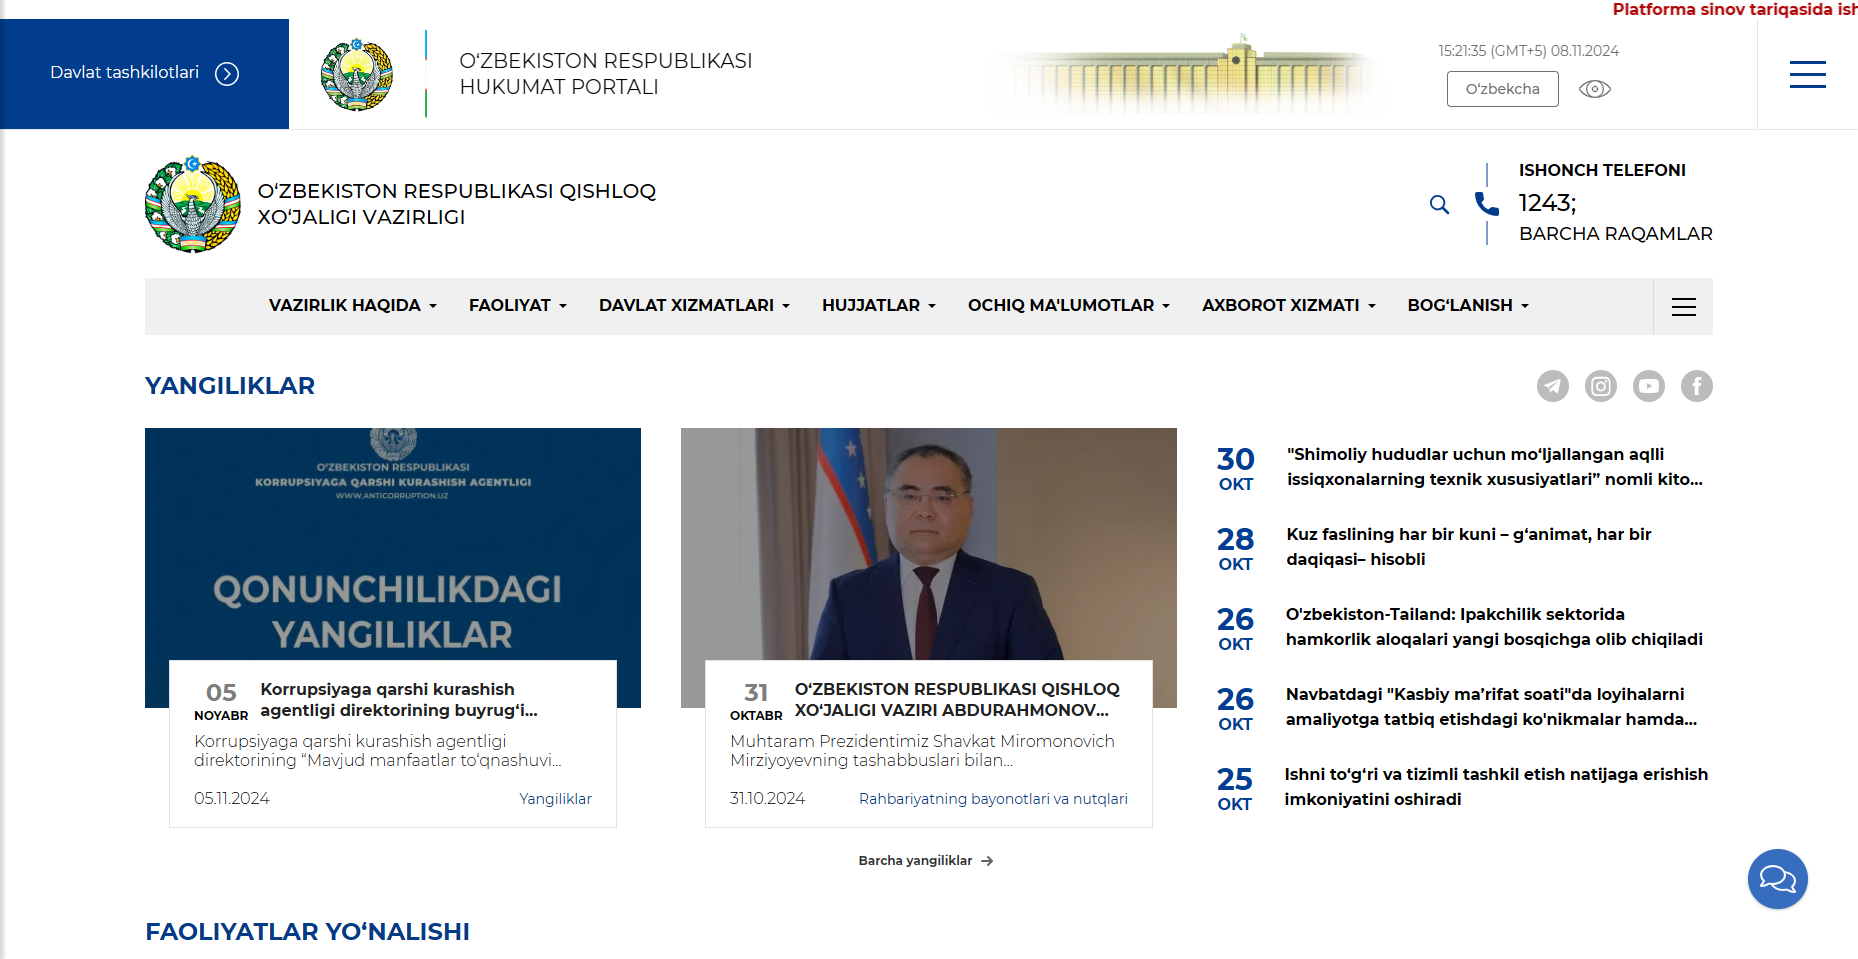 Platforma sinov tariqasida ish
Davlat tashkilotlari
O‘ZBEKISTON RESPUBLIKASI
HUKUMAT PORTALI
15:21:35 (GMT+5) 08.11.2024
O‘zbekcha
O‘ZBEKISTON RESPUBLIKASI QISHLOQ
XO‘JALIGI VAZIRLIGI
ISHONCH TELEFONI
1243;
BARCHA RAQAMLAR
VAZIRLIK HAQIDA
FAOLIYAT
DAVLAT XIZMATLARI
HUJJATLAR
OCHIQ MA'LUMOTLAR
AXBOROT XIZMATI
BOG‘LANISH
YANGILIKLAR
O‘ZBEKISTON RESPUBLIKASI
KORRUPSIYAGA QARSHI KURASHISH AGENTLIGI
WWW.ANTICORRUPTION.UZ
QONUNCHILIKDAGI
YANGILIKLAR
05
NOYABR
Korrupsiyaga qarshi kurashish
agentligi direktorining buyrug‘i...
Korrupsiyaga qarshi kurashish agentligi
direktorining “Mavjud manfaatlar to‘qnashuvi...
05.11.2024
Yangiliklar
31
OKTABR
O‘ZBEKISTON RESPUBLIKASI QISHLOQ
XO‘JALIGI VAZIRI ABDURAHMONOV...
Muhtaram Prezidentimiz Shavkat Miromonovich
Mirziyoyevning tashabbuslari bilan...
31.10.2024
Rahbariyatning bayonotlari va nutqlari
30
OKT
"Shimoliy hududlar uchun mo‘ljallangan aqlli
issiqxonalarning texnik xususiyatlari” nomli kito...
28
OKT
Kuz faslining har bir kuni – g‘animat, har bir
daqiqasi– hisobli
26
OKT
O'zbekiston-Tailand: Ipakchilik sektorida
hamkorlik aloqalari yangi bosqichga olib chiqiladi
26
OKT
Navbatdagi "Kasbiy ma’rifat soati"da loyihalarni
amaliyotga tatbiq etishdagi ko'nikmalar hamda...
25
OKT
Ishni to‘g‘ri va tizimli tashkil etish natijaga erishish
imkoniyatini oshiradi
Barcha yangiliklar
FAOLIYATLAR YO‘NALISHI